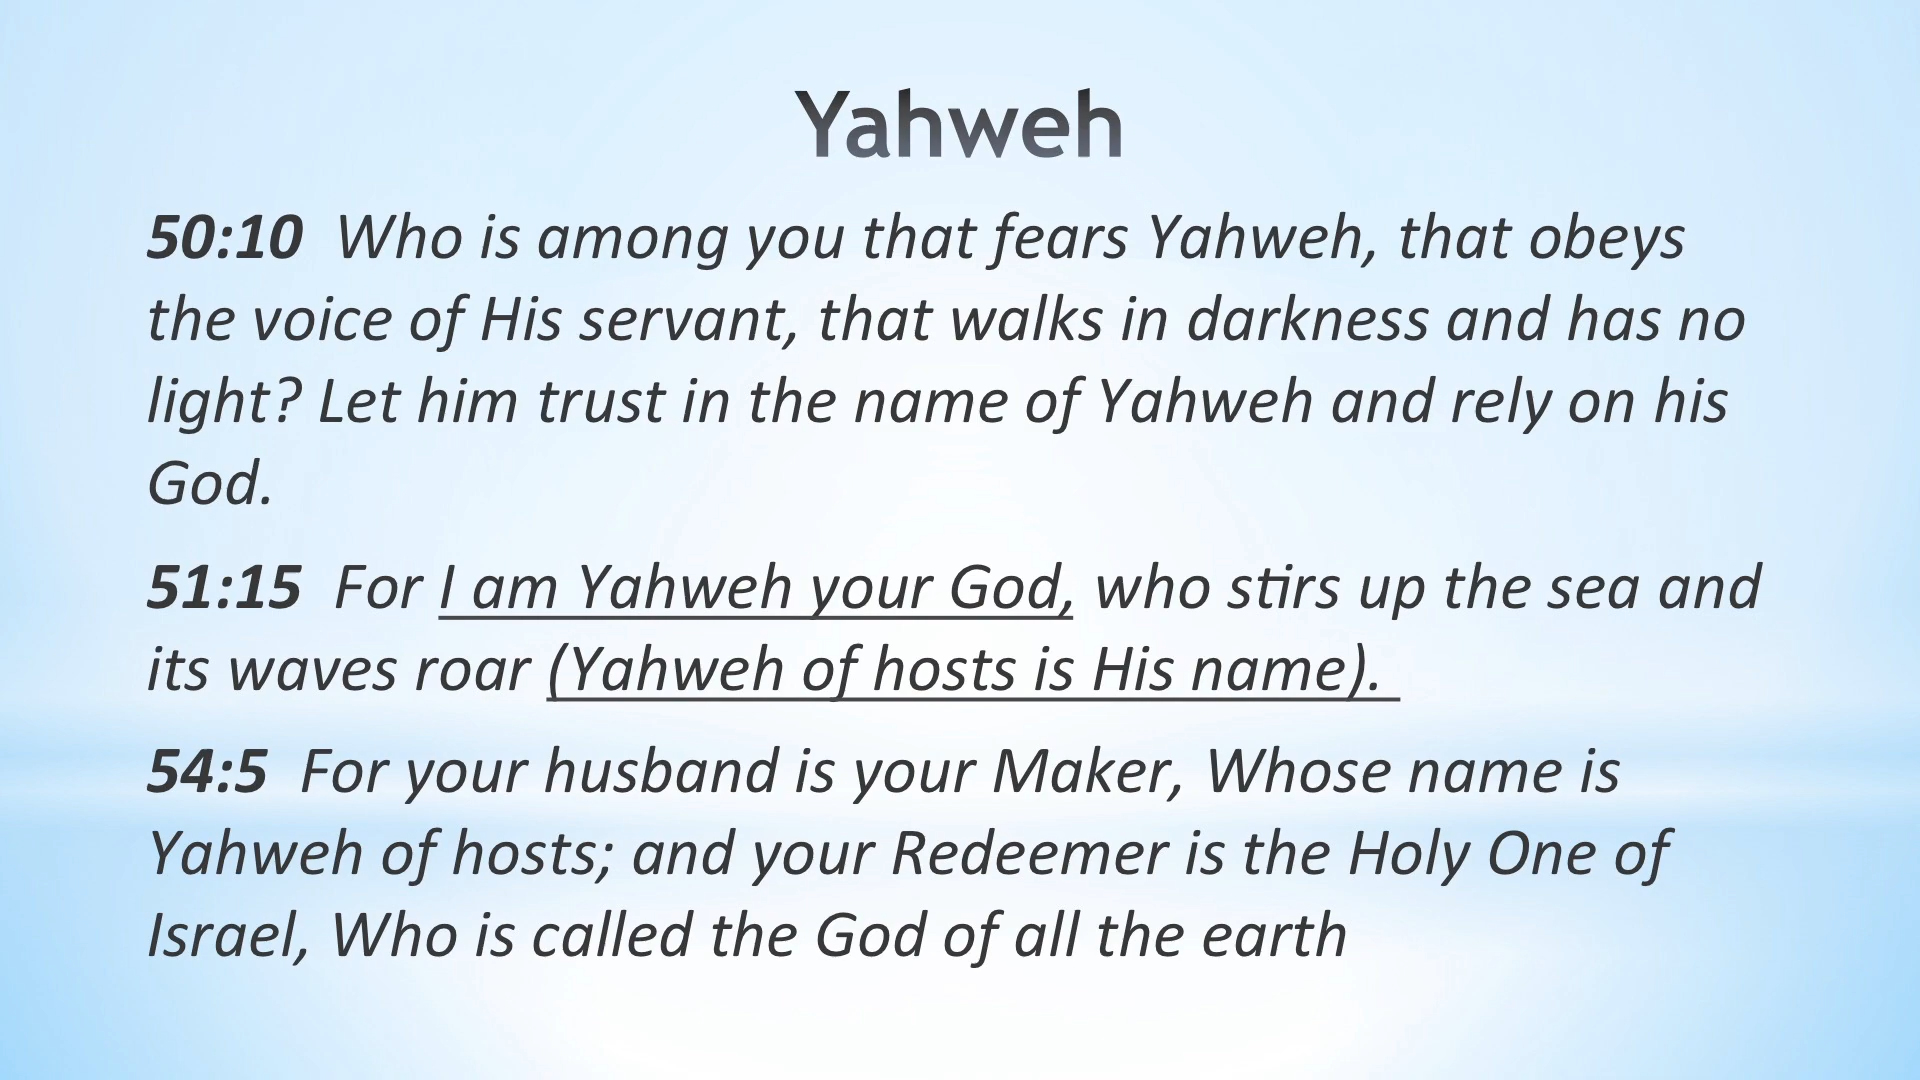 Yahweh
50:10 Who is among you that fears Yahweh, that obeys
the voice of His servant, that walks in darkness and has no
light? Let him trust in the name of Yahweh and rely on his
God.
51:15 For I am Yahweh your God, who stirs up the sea and
its waves roar (Yahweh of hosts is His name).
54:5 For your husband is your Maker, Whose name is
Yahweh of hosts; and your Redeemer is the Holy One of
Israel, Who is called the God of all the earth